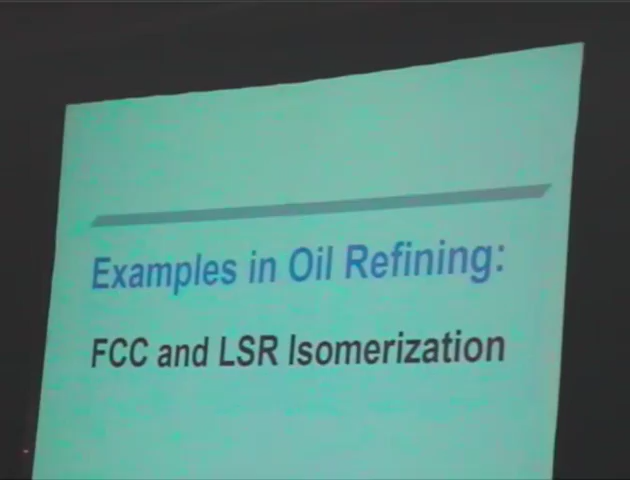 Examples in Oil Refining:
FCC and LSR Isomerization